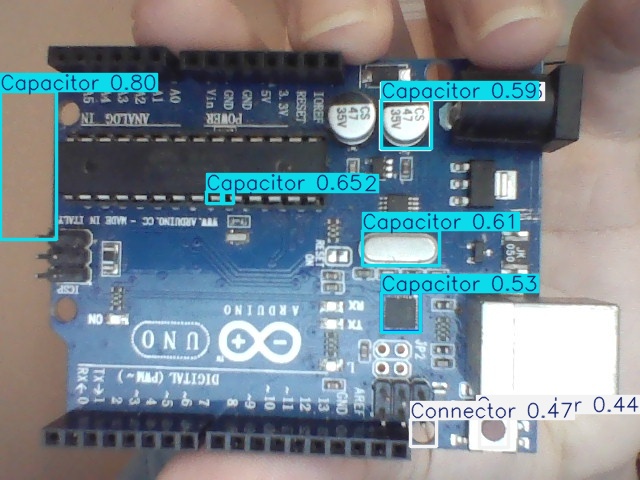 Capacitor 0.80
Capacitor 0.59
Capacitor 0.652
Capacitor 0.61
Capacitor 0.53
Connector 0.47
0.44
A5
A4
A3
A2
A1
A0
Vin
GND
GND
5V
3.3V
RESET
IOREF
ANALOG IN
POWER
47
35V
CS
47
35V
CS
WWW.ARDUINO.CC - MADE IN ITALY
RESET
ICSP
ON
ARDUINO
UNO
RX
TX
L
JP2
DIGITAL (PWM ~)
RX← 0
TX→ 1
2
~3
4
~5
~6
7
8
~9
~10
~11
12
13
GND
AREF